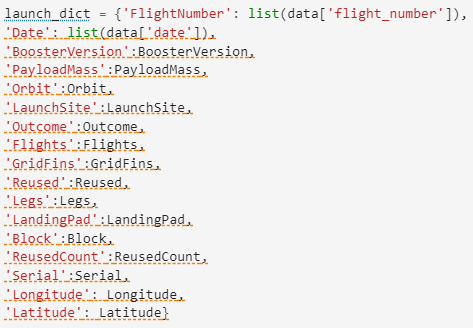 launch_dict = {'FlightNumber': list(data['flight_number']),
'Date': list(data['date']),
'BoosterVersion':BoosterVersion,
'PayloadMass':PayloadMass,
'Orbit':Orbit,
'LaunchSite':LaunchSite,
'Outcome':Outcome,
'Flights':Flights,
'GridFins':GridFins,
'Reused':Reused,
'Legs':Legs,
'LandingPad':LandingPad,
'Block':Block,
'ReusedCount':ReusedCount,
'Serial':Serial,
'Longitude': Longitude,
'Latitude': Latitude}